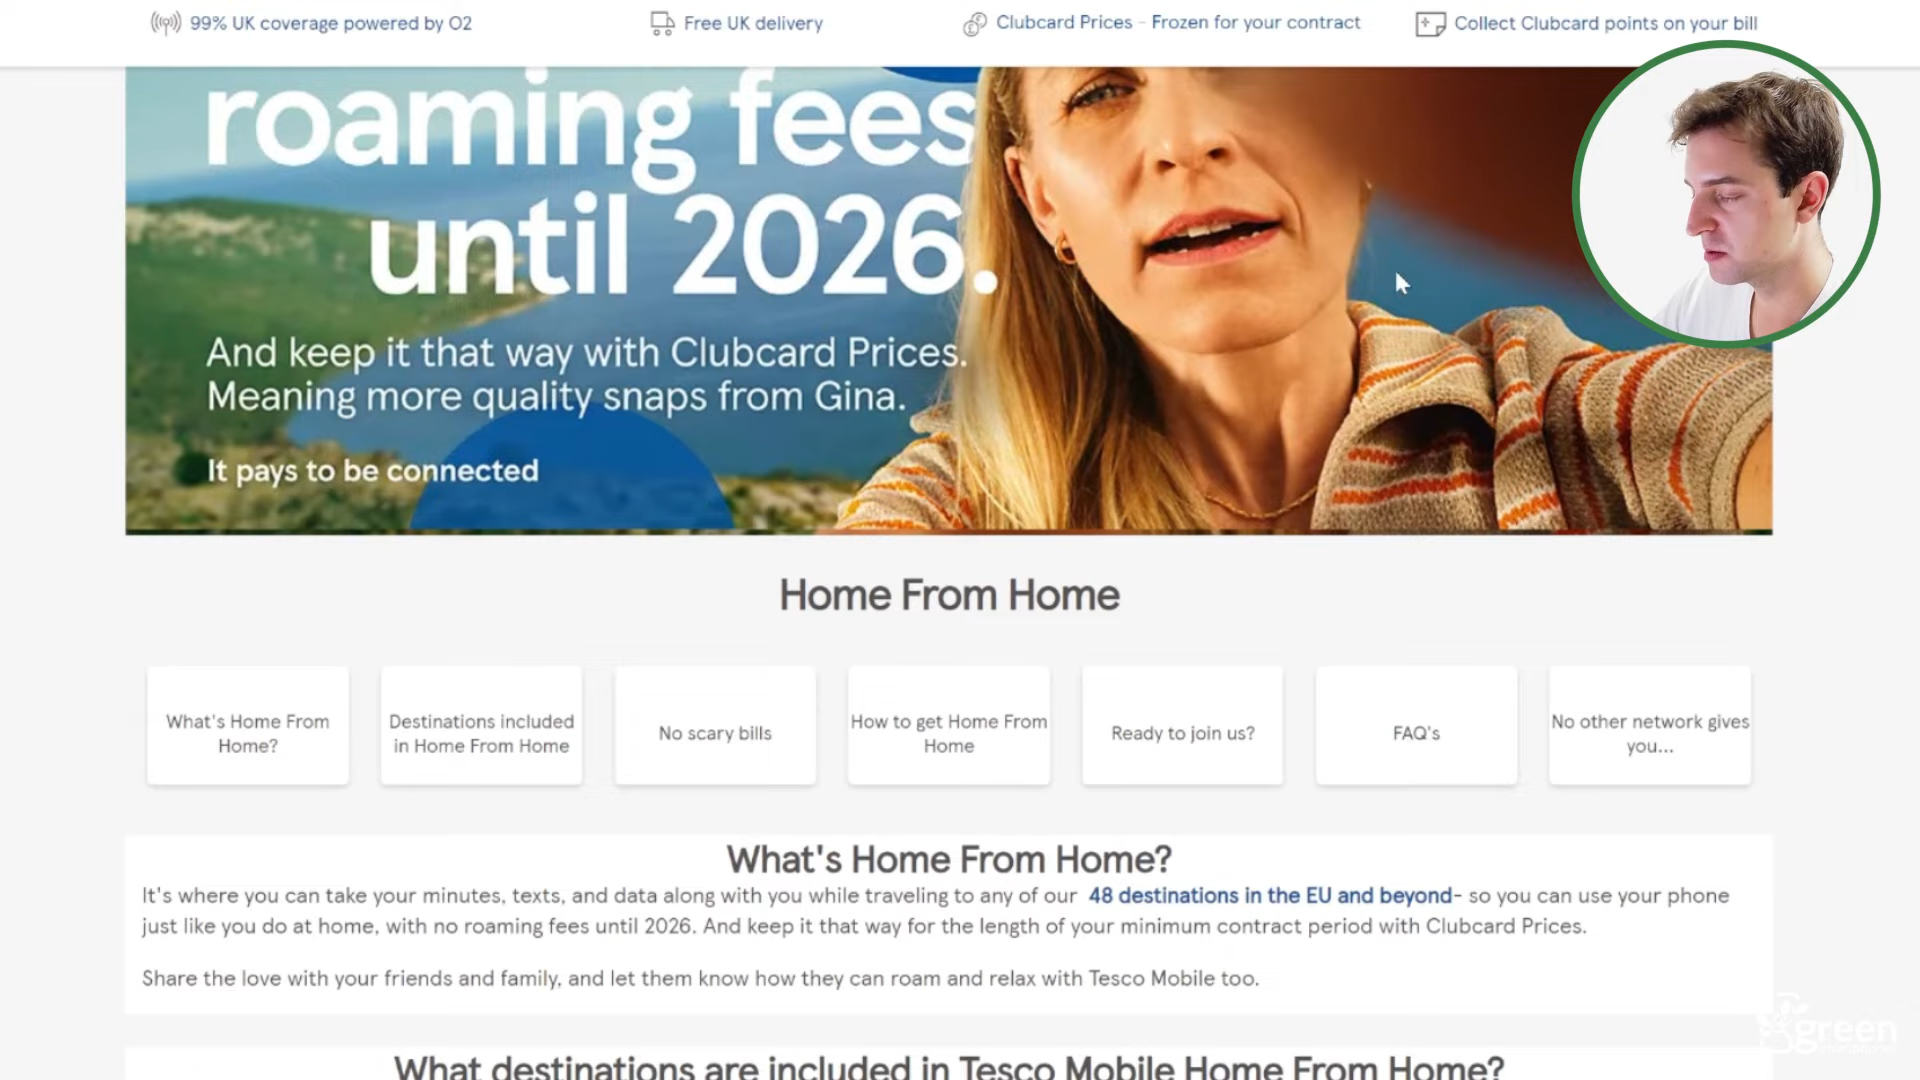 99% UK coverage powered by O2
Free UK delivery
Clubcard Prices - Frozen for your contract
Collect Clubcard points on your bill
roaming fees
until 2026.
And keep it that way with Clubcard Prices.
Meaning more quality snaps from Gina.
It pays to be connected
Home From Home
What's Home From
Home?
Destinations included
in Home From Home
No scary bills
How to get Home From
Home
Ready to join us?
FAQ's
No other network gives
you...
What's Home From Home?
It's where you can take your minutes, texts, and data along with you while traveling to any of our 48 destinations in the EU and beyond- so you can use your phone
just like you do at home, with no roaming fees until 2026. And keep it that way for the length of your minimum contract period with Clubcard Prices.
Share the love with your friends and family, and let them know how they can roam and relax with Tesco Mobile too.
green
What destinations are included in Tesco Mobile Home From Home?